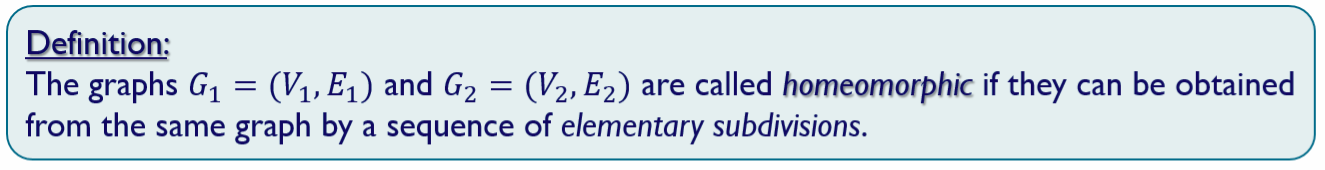 Definition:
The graphs 𝐺₁ = (𝑉₁, 𝐸₁) and 𝐺₂ = (𝑉₂, 𝐸₂) are called homeomorphic if they can be obtained
from the same graph by a sequence of elementary subdivisions.